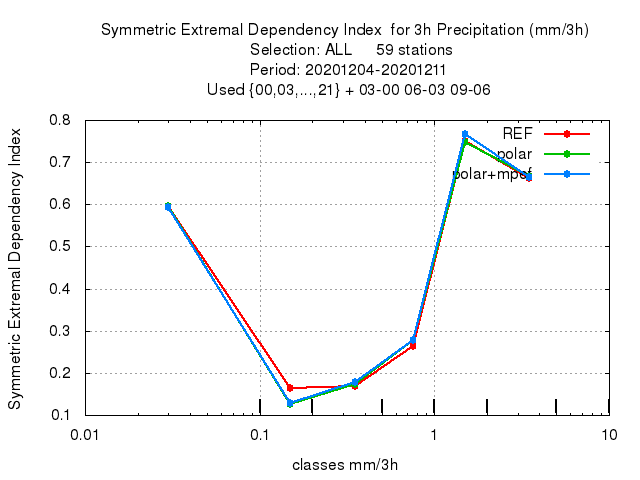 Symmetric Extremal Dependency Index for 3h Precipitation (mm/3h)
Selection: ALL 59 stations
Period: 20201204-20201211
Used {00,03,...,21} + 03-00 06-03 09-06
Symmetric Extremal Dependency Index
0.8
0.7
0.6
0.5
0.4
0.3
0.2
0.1
REF
polar
polar+mpef
0.01
0.1
1
10
classes mm/3h